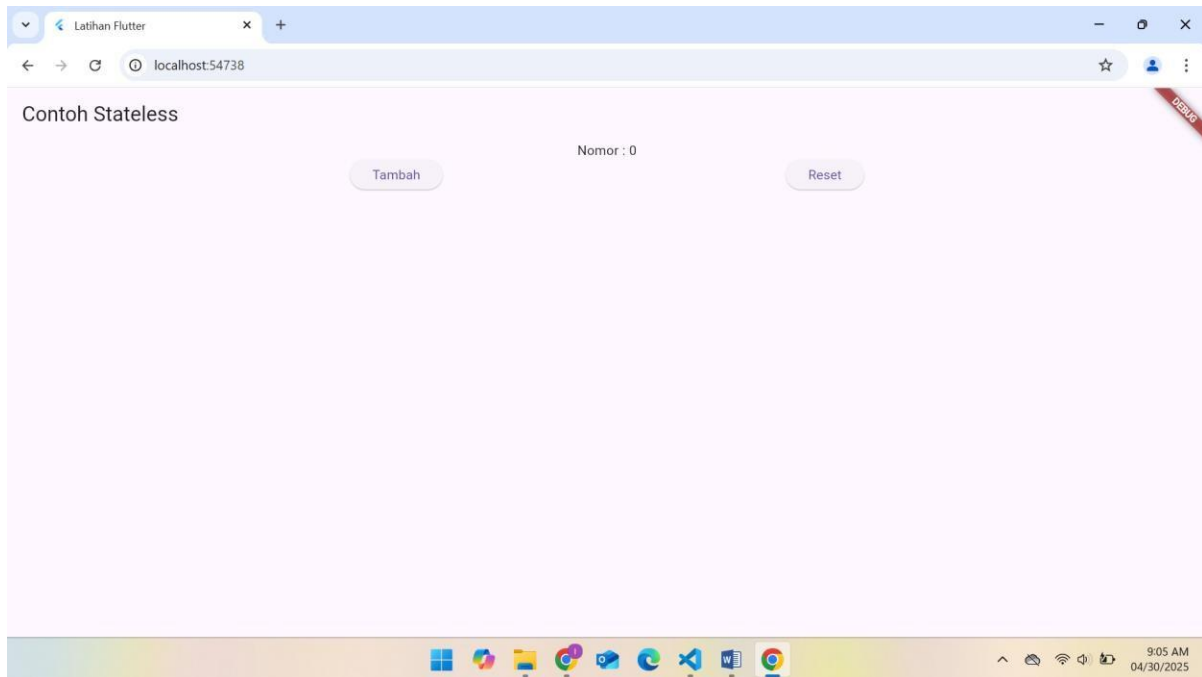 Latihan Flutter
localhost:54738
DEBUG
Contoh Stateless
Nomor : 0
Tambah Reset
9:05 AM
04/30/2025